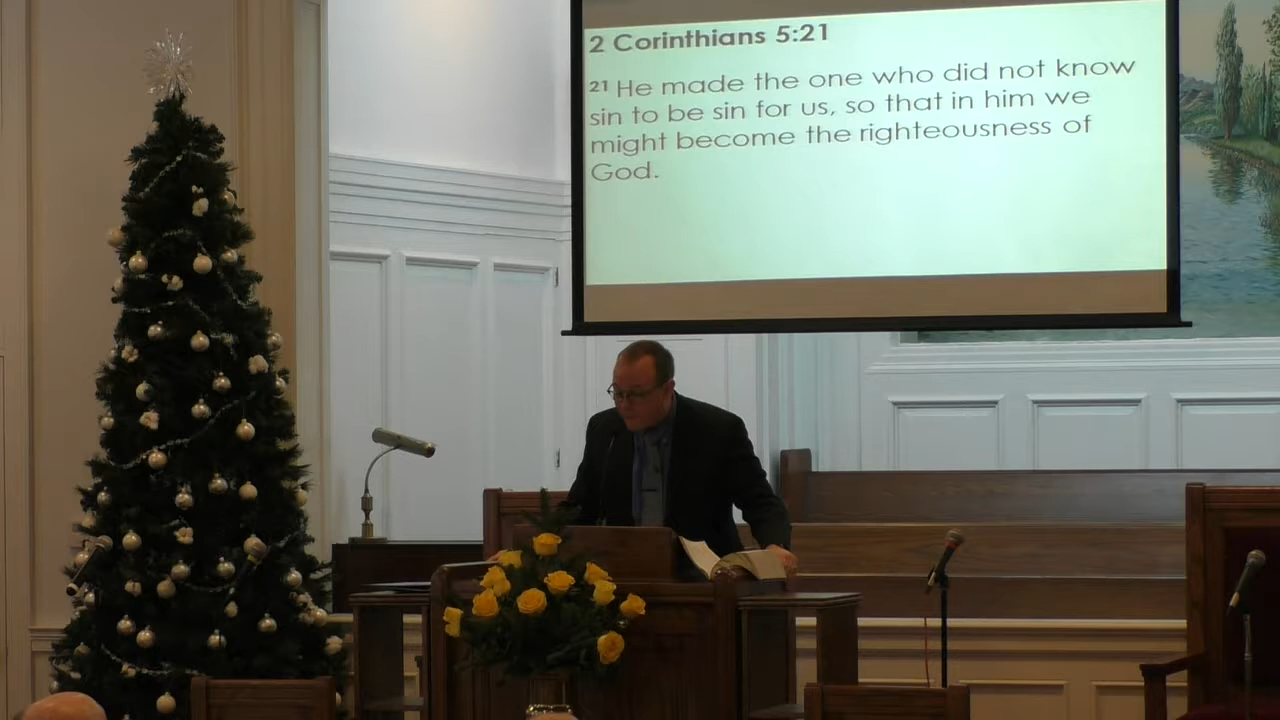 2 Corinthians 5:21
21 He made the one who did not know
sin to be sin for us, so that in him we
might become the righteousness of
God.